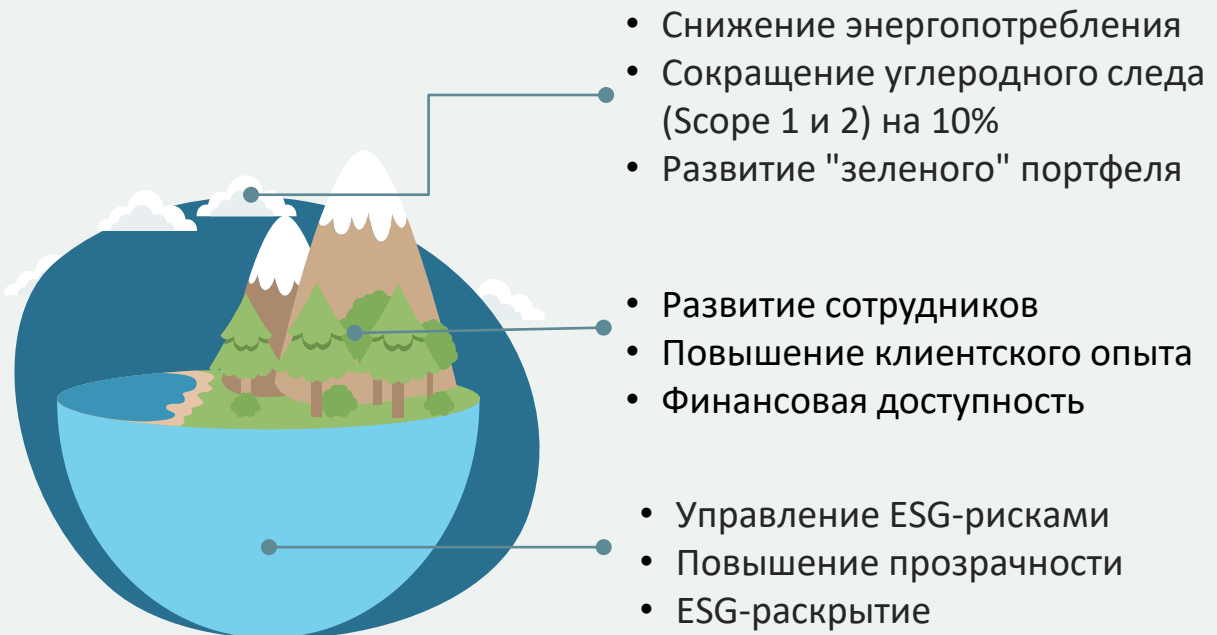 • Снижение энергопотребления
• Сокращение углеродного следа
(Scope 1 и 2) на 10%
• Развитие "зеленого" портфеля
• Развитие сотрудников
• Повышение клиентского опыта
• Финансовая доступность
• Управление ESG-рисками
• Повышение прозрачности
• ESG-раскрытие